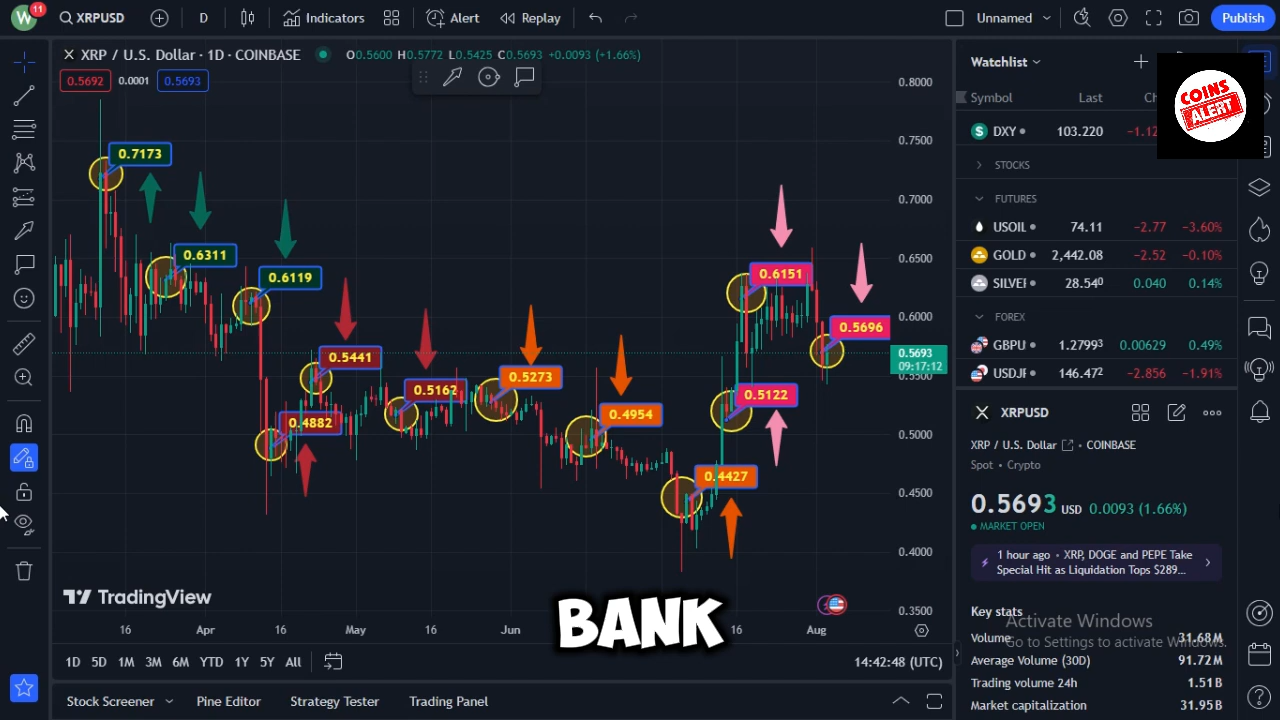 W 11 XRPUSD D Indicators Alert Replay Unnamed Publish
XRP / U.S. Dollar · 1D · COINBASE O0.5600 H0.5772 L0.5425 C0.5693 +0.0093 (+1.66%)
0.5692 0.0001 0.5693
0.7173
0.6311
0.6119
0.5441
0.4882
0.5162
0.5273
0.4954
0.4427
0.6151
0.5122
0.5696
0.8000
0.7500
0.7000
0.6500
0.6000
0.5693
09:17:12
0.5500
0.5000
0.4500
0.4000
0.3500
TradingView
BANK
16 Apr 16 May 16 Jun 16 Aug
1D 5D 1M 3M 6M YTD 1Y 5Y All 14:42:48 (UTC)
Stock Screener Pine Editor Strategy Tester Trading Panel
Watchlist
COINS
ALERT
Symbol Last
DXY 103.220 −1.12
STOCKS
FUTURES
USOIL 74.11 −2.77 −3.60%
GOLD 2,442.08 −2.52 −0.10%
SILVEI 28.540 0.040 0.14%
FOREX
GBPU 1.27993 0.00629 0.49%
USDJF 146.472 −2.856 −1.91%
XRPUSD
XRP / U.S. Dollar COINBASE
Spot • Crypto
0.5693 USD 0.0093 (1.66%)
MARKET OPEN
1 hour ago • XRP, DOGE and PEPE Take
Special Hit as Liquidation Tops $289...
Key stats
Activate Windows
Go to Settings to activate Windows.
Volume 31.68M
Average Volume (30D) 91.72M
Trading volume 24h 1.51B
Market capitalization 31.95B